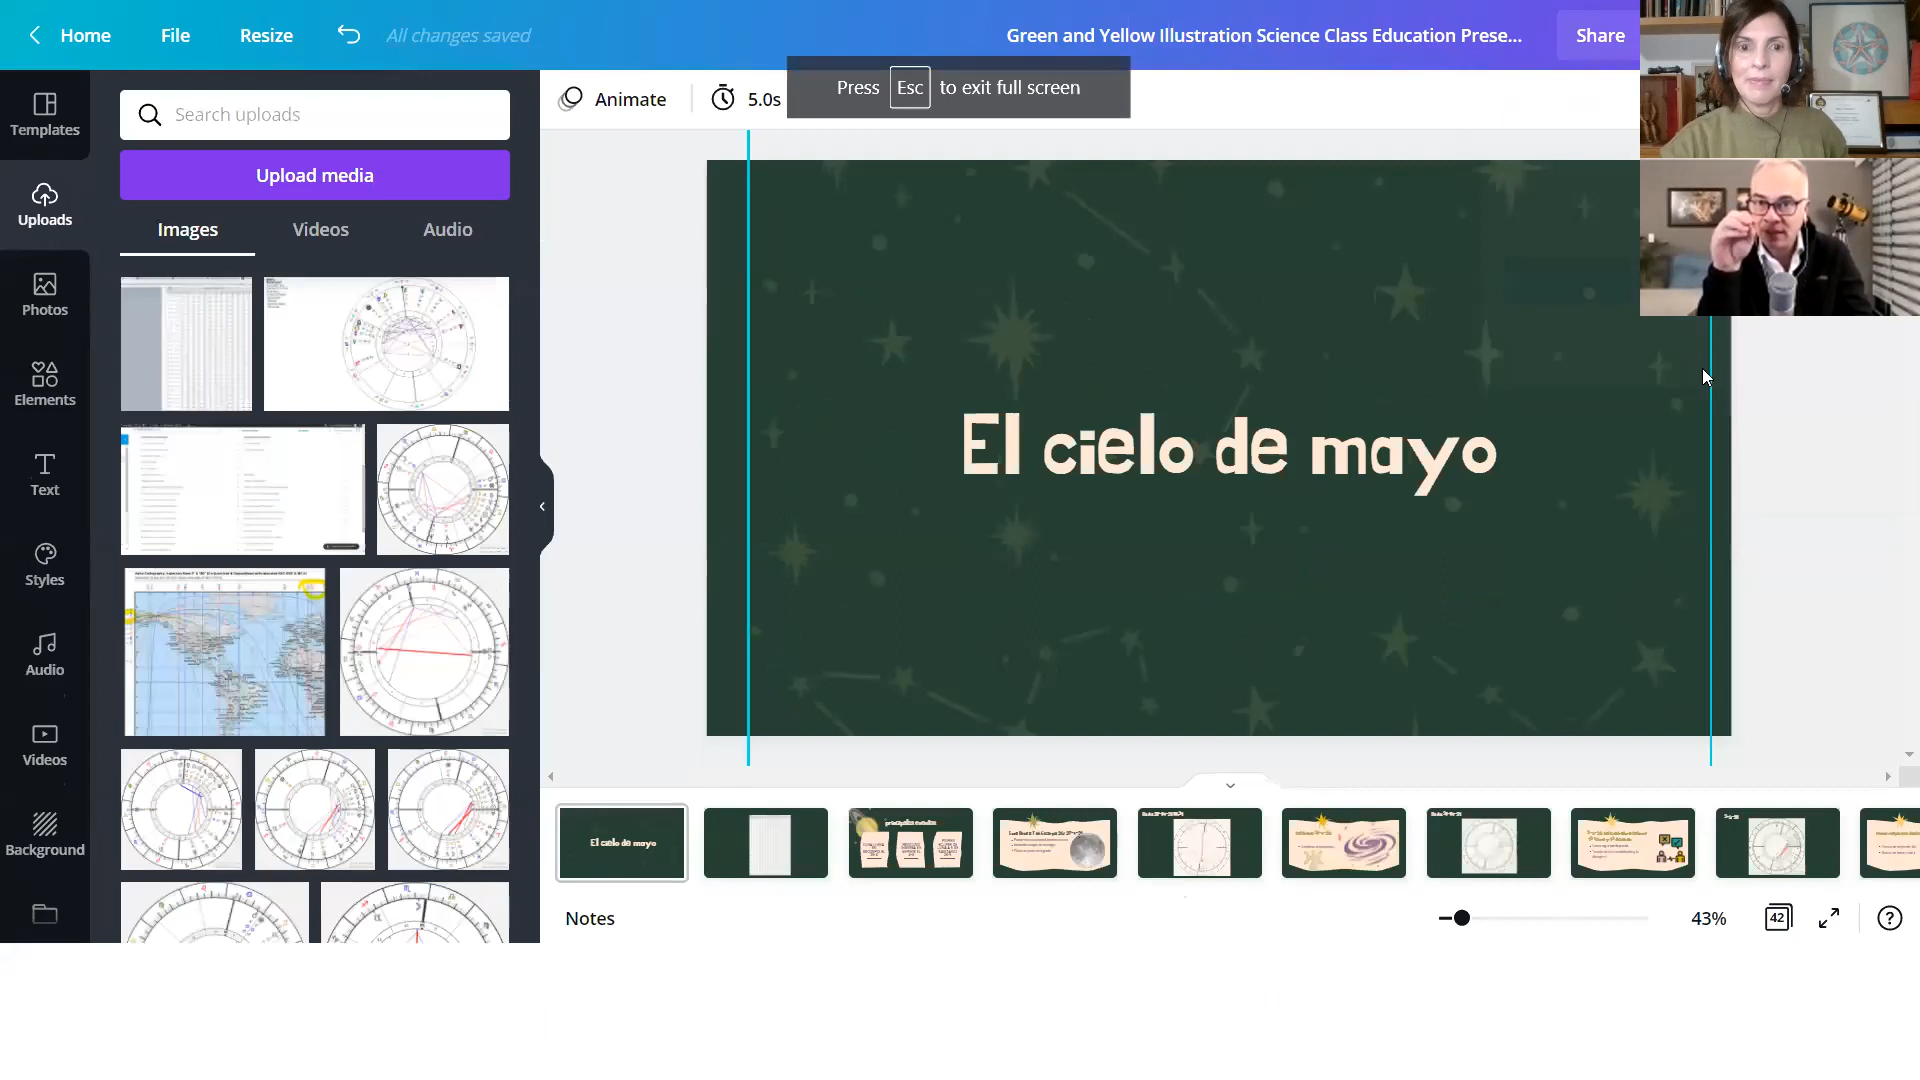 Home
File
Resize
All changes saved
Green and Yellow Illustration Science Class Education Prese...
Share
Press Esc to exit full screen
Animate
5.0s
Templates
Uploads
Photos
Elements
Text
Styles
Audio
Videos
Background
Search uploads
Upload media
Images
Videos
Audio
El cielo de mayo
El cielo de mayo
Notes
43%
42